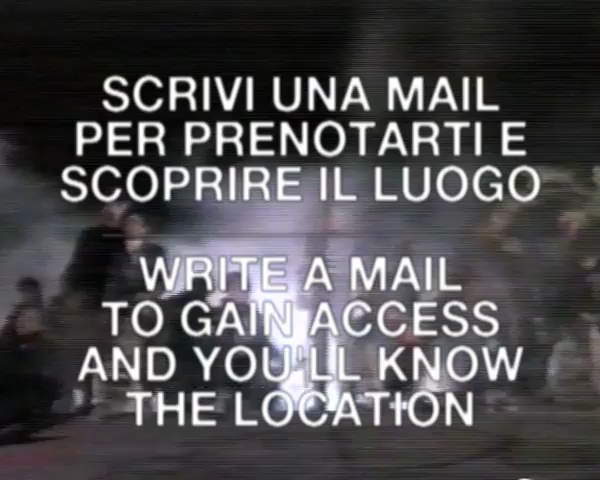 SCRIVI UNA MAIL
PER PRENOTARTI E
SCOPRIRE IL LUOGO
WRITE A MAIL
TO GAIN ACCESS
AND YOU'LL KNOW
THE LOCATION